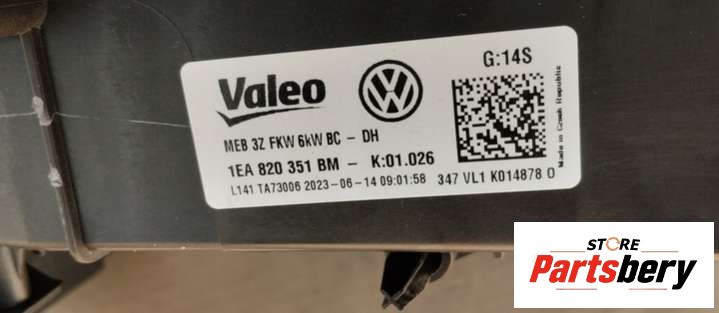 Valeo
G:14S
MEB 3Z FKW 6kW BC - DH
1EA 820 351 BM - K:01.026
L141 TA73006 2023-06-14 09:01:58 347 VL1 K014878 0
Made in Czech Republic
STORE
Partsbery